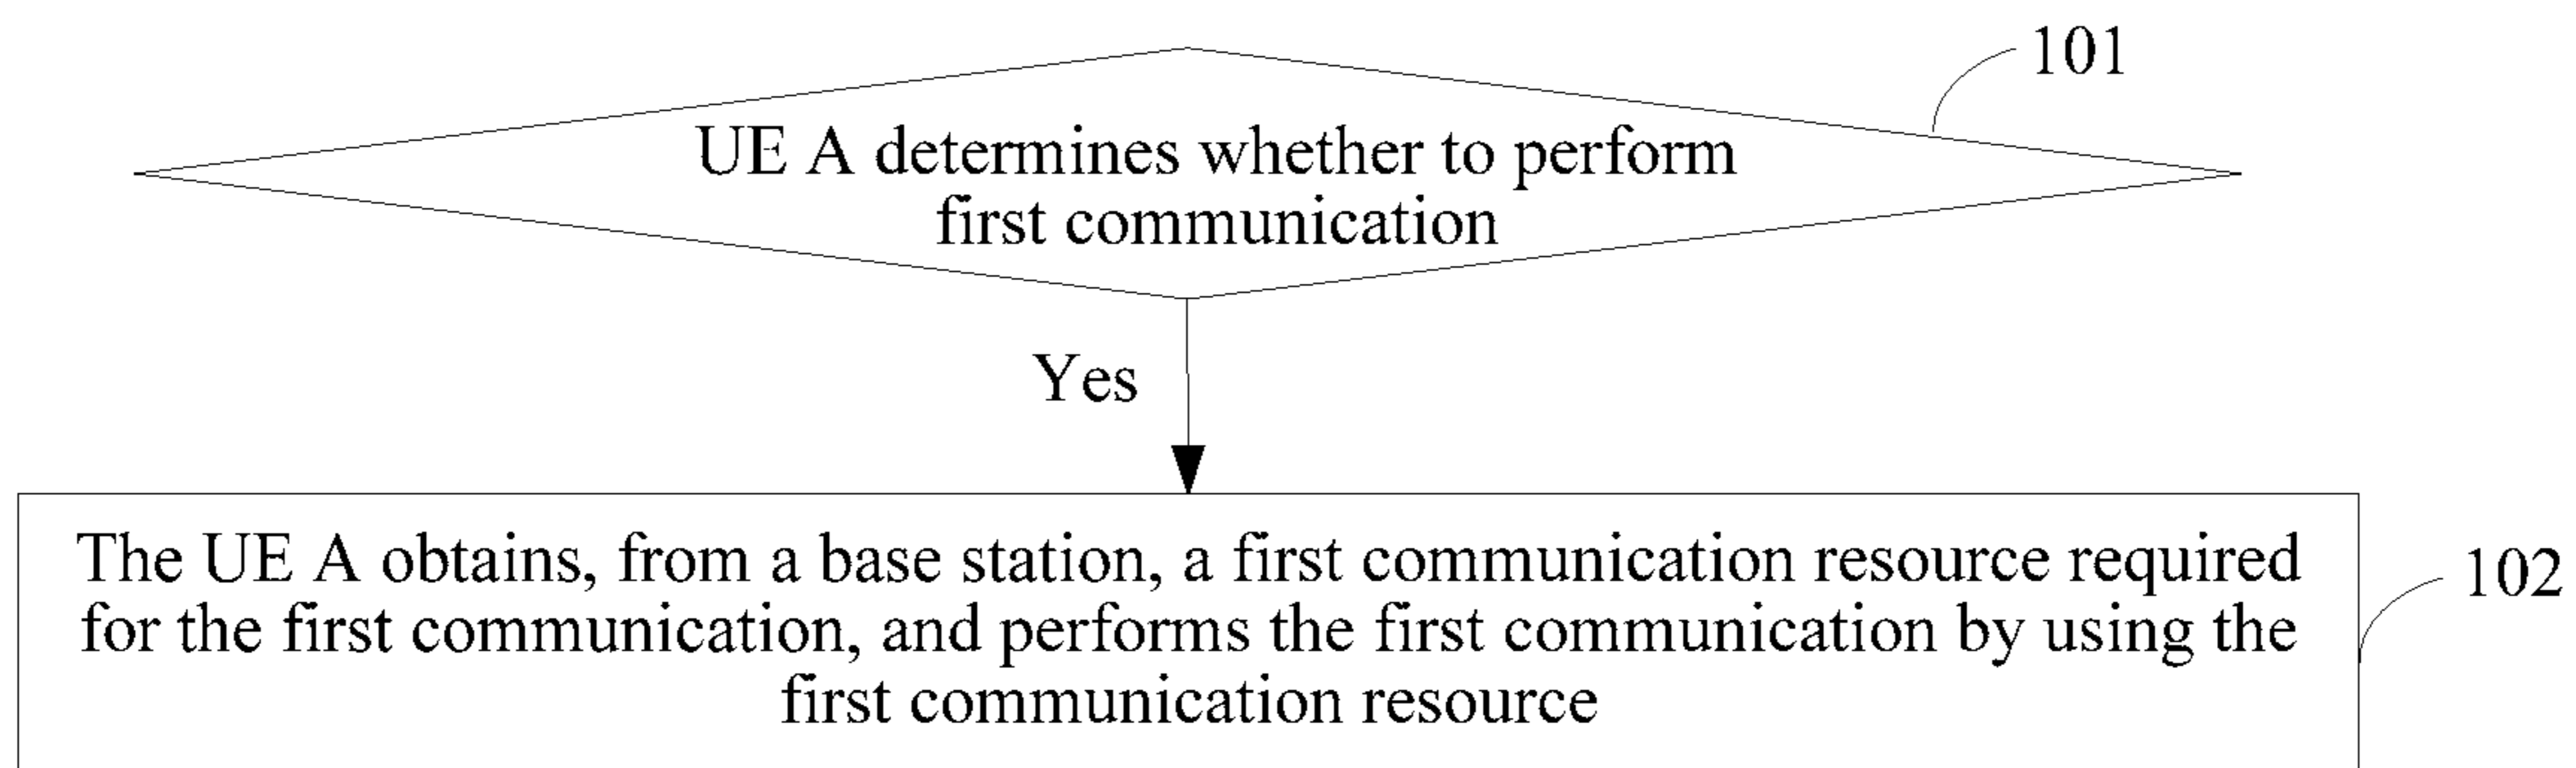 101
UE A determines whether to perform
first communication
Yes
The UE A obtains, from a base station, a first communication resource required
for the first communication, and performs the first communication by using the
first communication resource
102